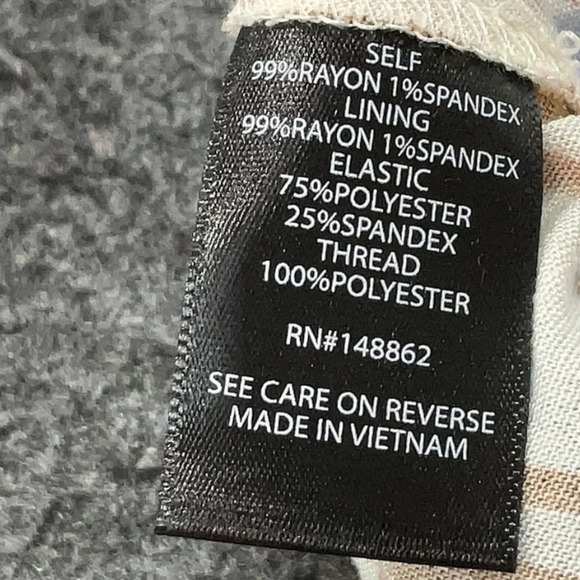 SELF
99%RAYON 1%SPANDEX
LINING
99%RAYON 1%SPANDEX
ELASTIC
75%POLYESTER
25%SPANDEX
THREAD
100%POLYESTER
RN#148862
SEE CARE ON REVERSE
MADE IN VIETNAM